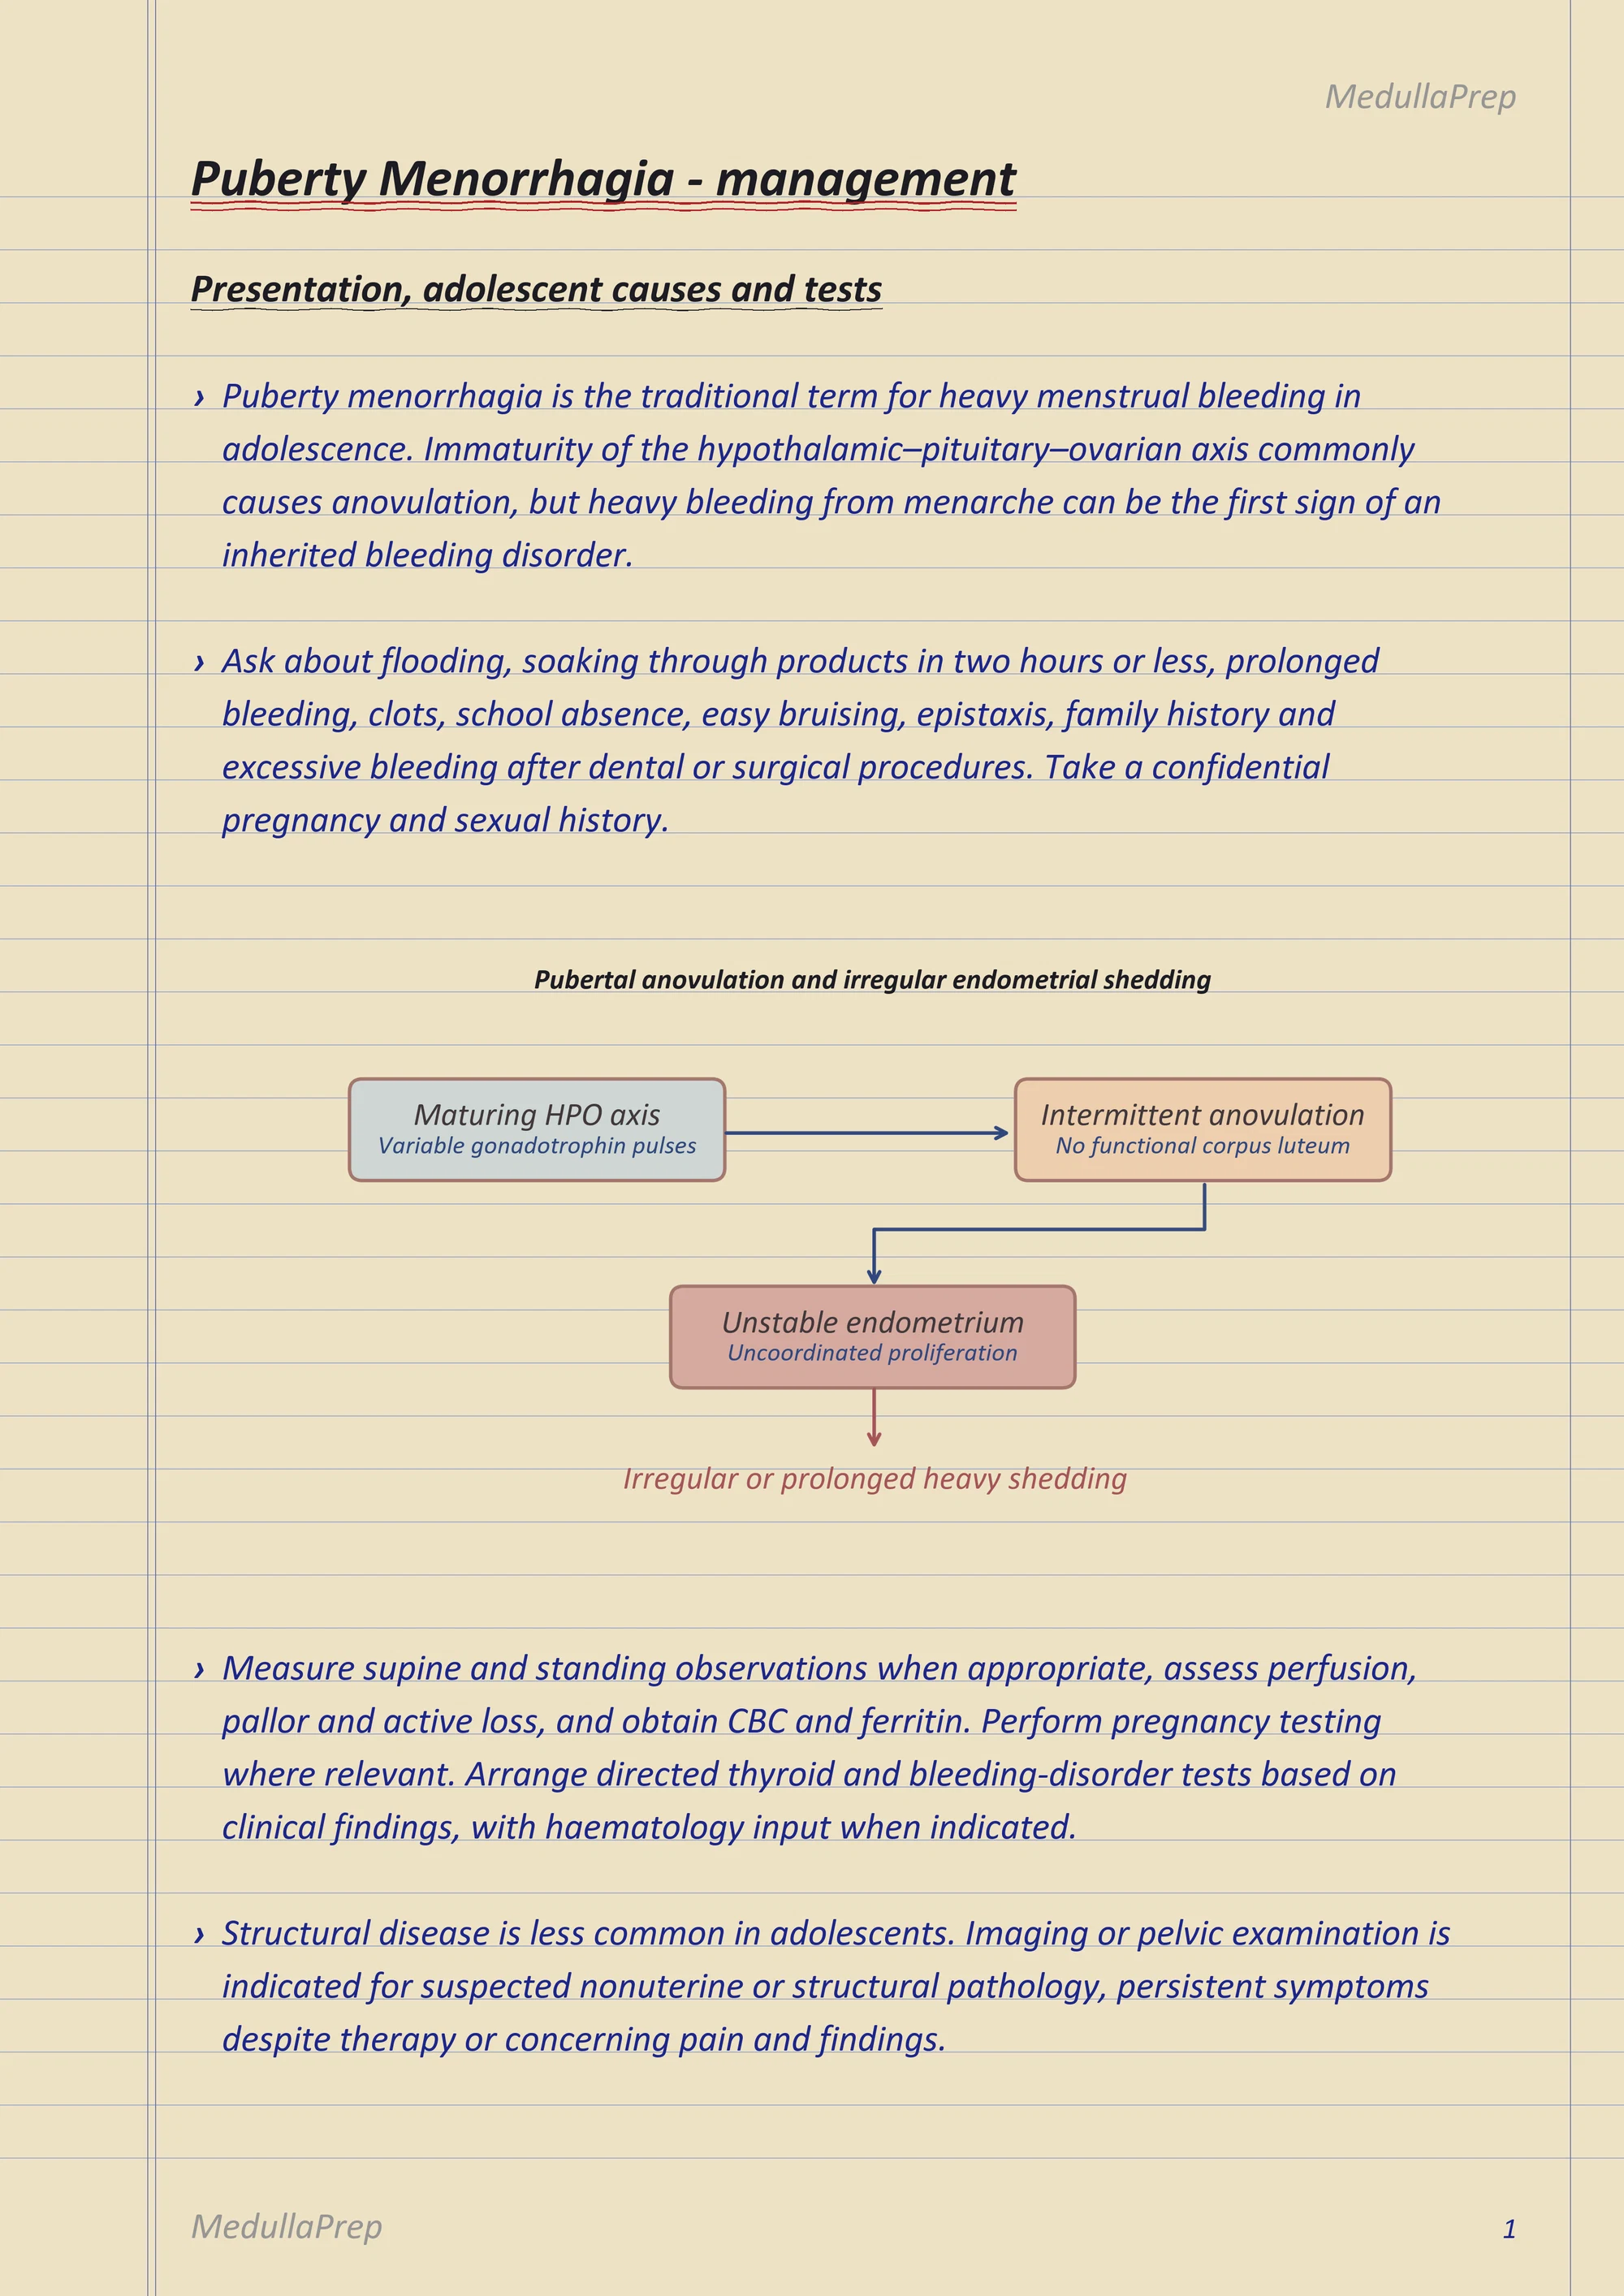 MedullaPrep
Puberty Menorrhagia - management
Presentation, adolescent causes and tests
› Puberty menorrhagia is the traditional term for heavy menstrual bleeding in
adolescence. Immaturity of the hypothalamic–pituitary–ovarian axis commonly
causes anovulation, but heavy bleeding from menarche can be the first sign of an
inherited bleeding disorder.
› Ask about flooding, soaking through products in two hours or less, prolonged
bleeding, clots, school absence, easy bruising, epistaxis, family history and
excessive bleeding after dental or surgical procedures. Take a confidential
pregnancy and sexual history.
Pubertal anovulation and irregular endometrial shedding
Maturing HPO axis
Variable gonadotrophin pulses
Intermittent anovulation
No functional corpus luteum
Unstable endometrium
Uncoordinated proliferation
Irregular or prolonged heavy shedding
› Measure supine and standing observations when appropriate, assess perfusion,
pallor and active loss, and obtain CBC and ferritin. Perform pregnancy testing
where relevant. Arrange directed thyroid and bleeding-disorder tests based on
clinical findings, with haematology input when indicated.
› Structural disease is less common in adolescents. Imaging or pelvic examination is
indicated for suspected nonuterine or structural pathology, persistent symptoms
despite therapy or concerning pain and findings.
MedullaPrep
1